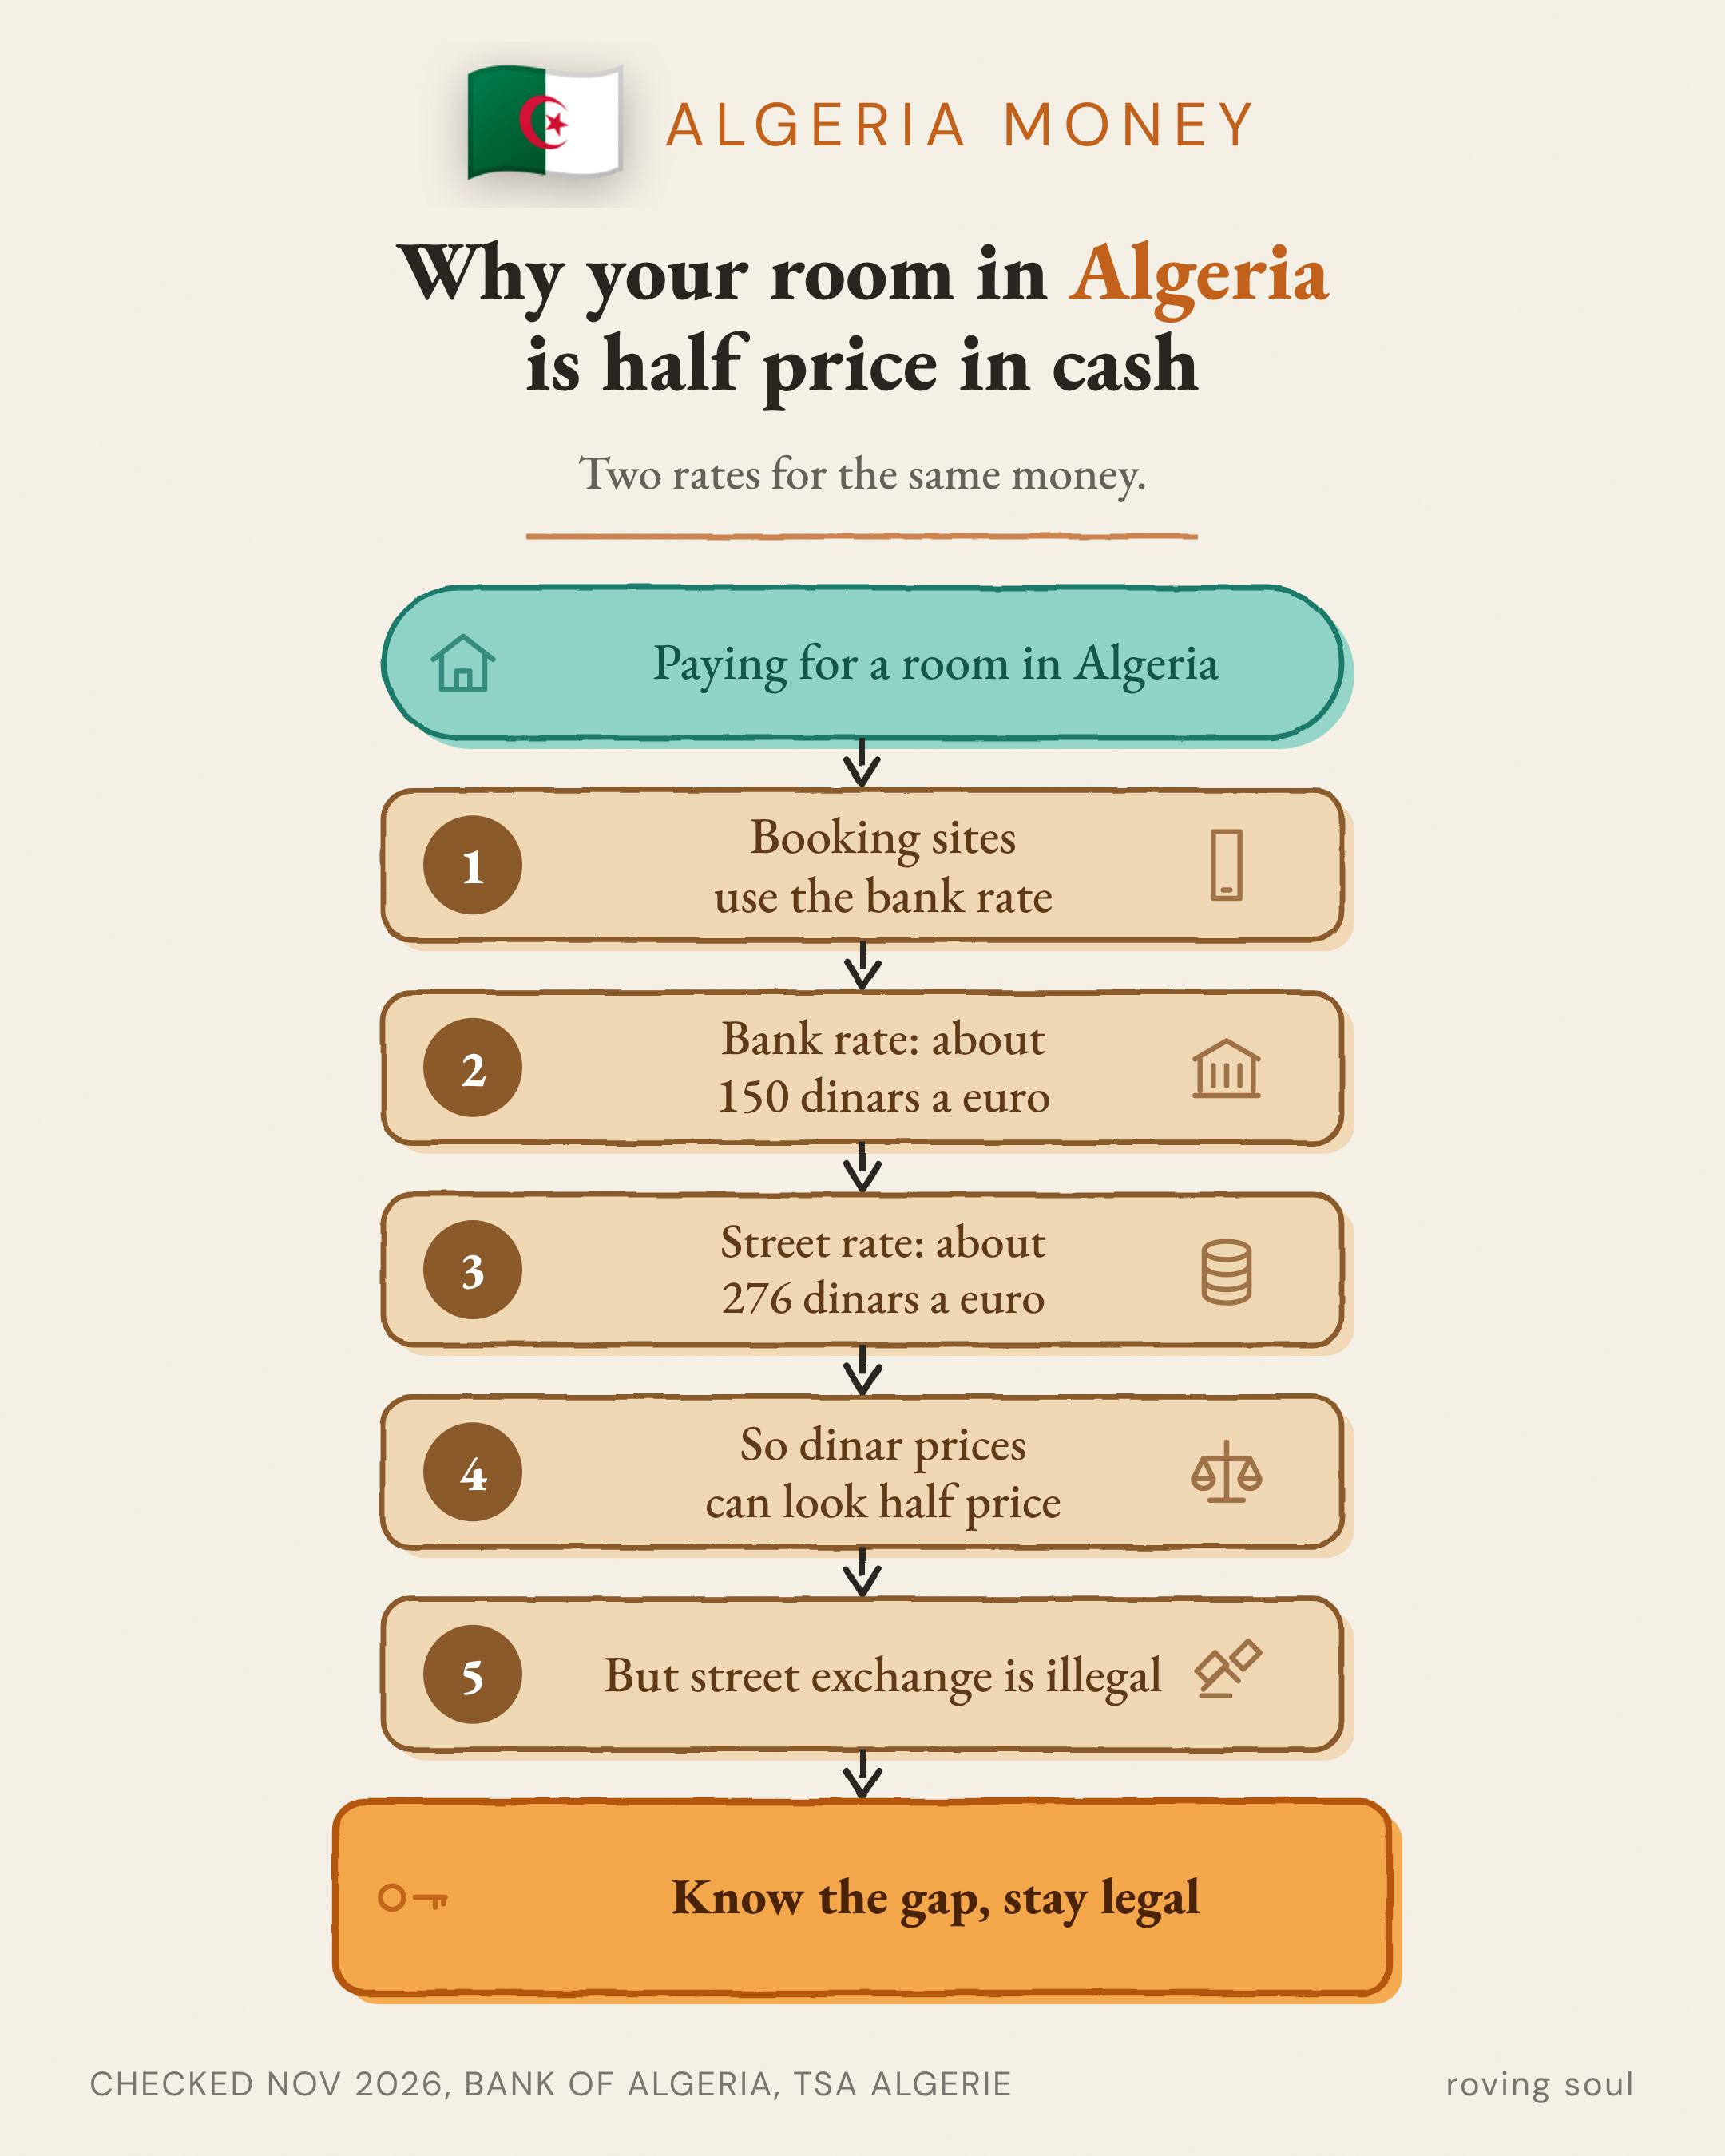 ALGERIA MONEY
Why your room in Algeria
is half price in cash
Two rates for the same money.
Paying for a room in Algeria
1
Booking sites
use the bank rate
2
Bank rate: about
150 dinars a euro
3
Street rate: about
276 dinars a euro
4
So dinar prices
can look half price
5
But street exchange is illegal
Know the gap, stay legal
CHECKED NOV 2026, BANK OF ALGERIA, TSA ALGERIE
roving soul